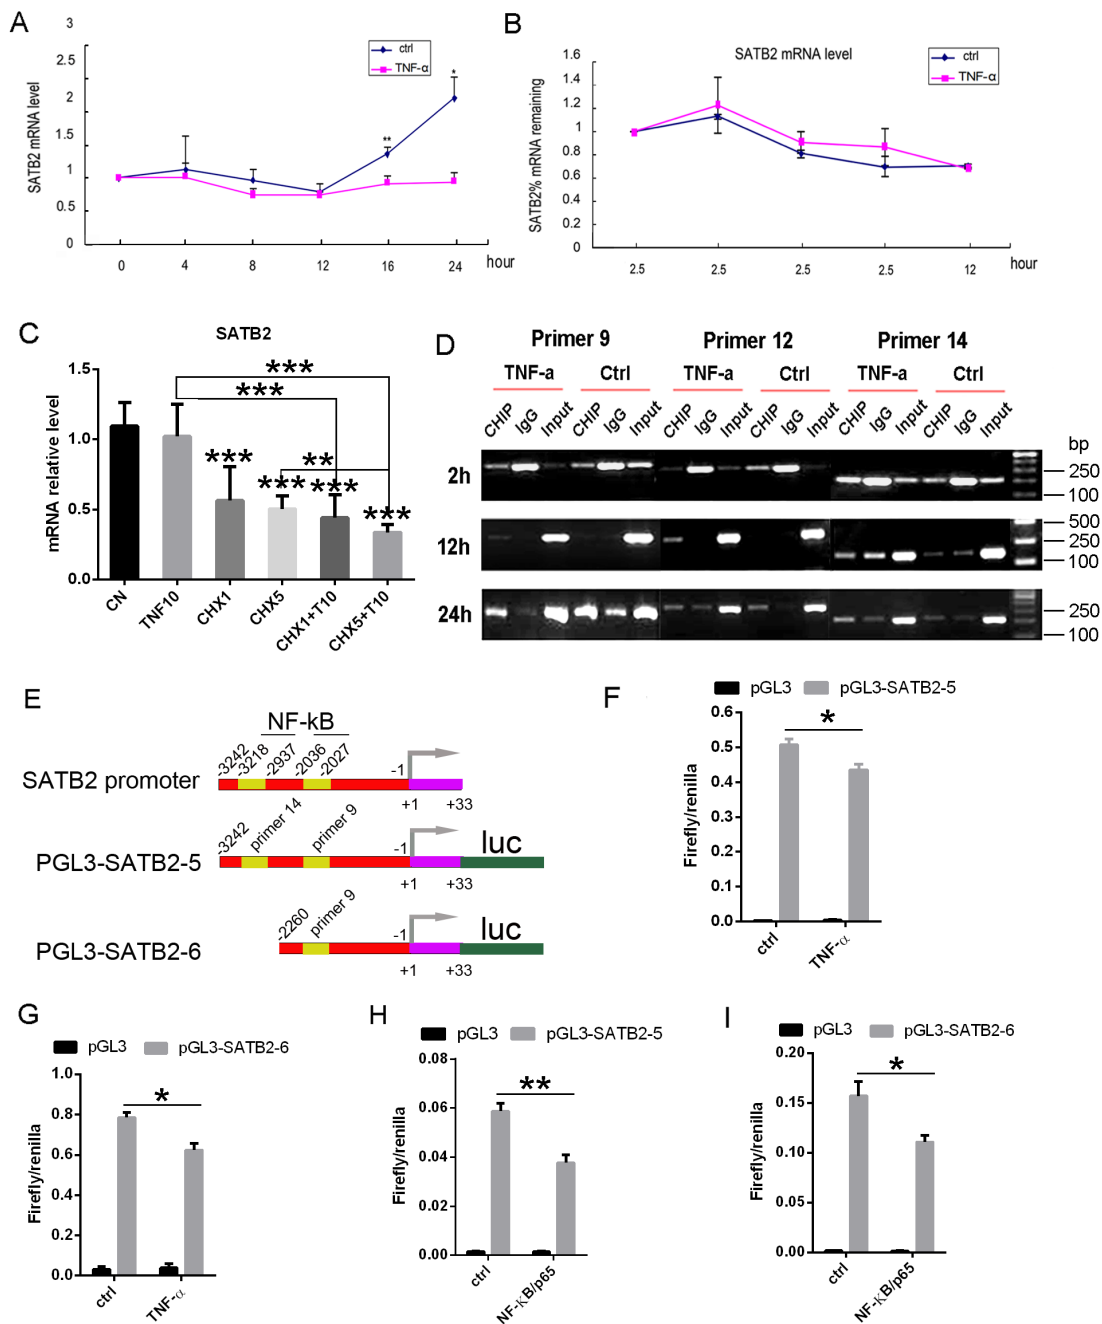 A
3
ctrl
TNF-α
*
**
2
1.5
1
0.5
0
SATB2 mRNA level
0 4 8 12 16 24 hour
B
SATB2 mRNA level
ctrl
TNF-α
1.6
1.4
1.2
1
0.8
0.6
0.4
0.2
0
SATB2% mRNA remaining
2.5 2.5 2.5 2.5 12 hour
C
SATB2
***
***
**
*** *** *** ***
1.5
1.0
0.5
0.0
mRNA relative level
CN TNF10 CHX1 CHX5 CHX1+T10 CHX5+T10
D
Primer 9 Primer 12 Primer 14
TNF-a Ctrl TNF-a Ctrl TNF-a Ctrl
CHIP IgG Input CHIP IgG Input CHIP IgG Input CHIP IgG Input CHIP IgG Input CHIP IgG Input
bp
2h
250
100
12h
500
250
100
24h
250
100
E
NF-kB
-3242 -3218 -2937 -2036 -2027
SATB2 promoter
-1
+1 +33
-3242 primer 14 primer 9
PGL3-SATB2-5
-1
luc
+1 +33
-2260 primer 9
PGL3-SATB2-6
-1
luc
+1 +33
F
pGL3 pGL3-SATB2-5
*
0.6
0.5
0.4
0.3
0.2
0.1
0.0
Firefly/renilla
ctrl TNF-α
G
pGL3 pGL3-SATB2-6
*
1.0
0.8
0.6
0.4
0.2
0.0
Firefly/renilla
ctrl TNF-α
H
pGL3 pGL3-SATB2-5
**
0.08
0.06
0.04
0.02
0.00
Firefly/renilla
ctrl NF-κB/p65
I
pGL3 pGL3-SATB2-6
*
0.20
0.15
0.10
0.05
0.00
Firefly/renilla
ctrl NF-κB/p65